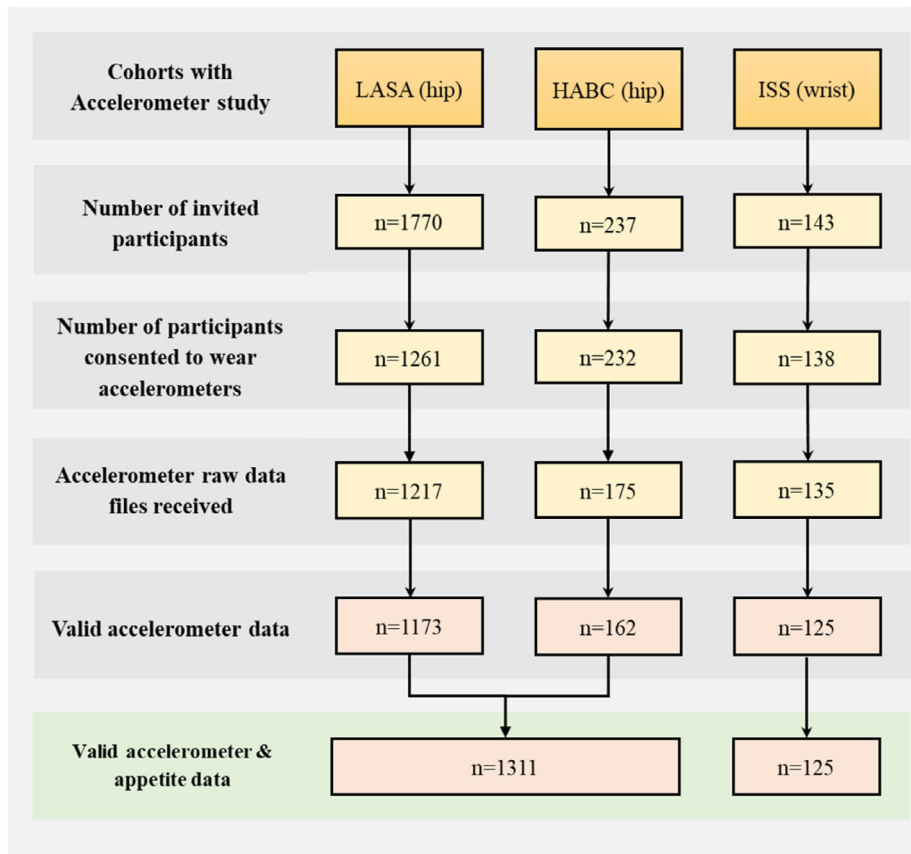 Cohorts with
Accelerometer study
LASA (hip)
HABC (hip)
ISS (wrist)
Number of invited
participants
n=1770
n=237
n=143
Number of participants
consented to wear
accelerometers
n=1261
n=232
n=138
Accelerometer raw data
files received
n=1217
n=175
n=135
Valid accelerometer data
n=1173
n=162
n=125
Valid accelerometer &
appetite data
n=1311
n=125